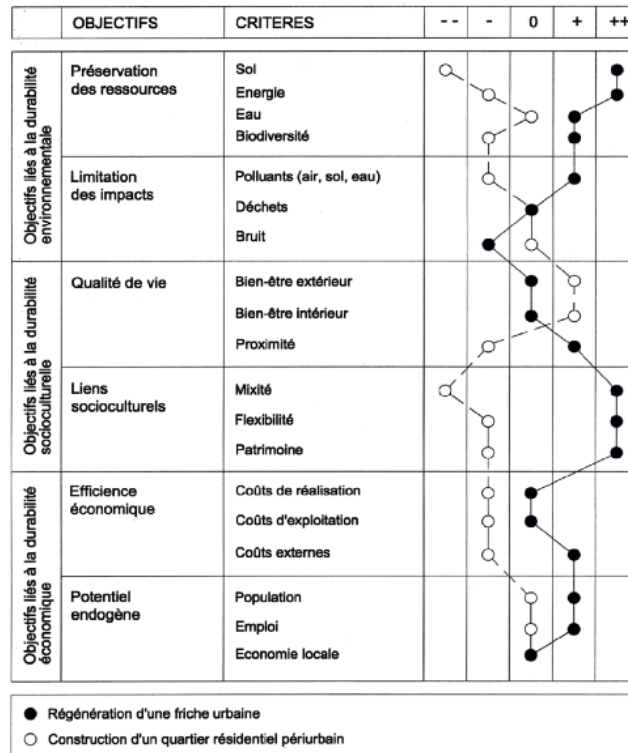 OBJECTIFS CRITERES -- - 0 + ++
Objectifs liés à la durabilité
environnementale
Préservation
des ressources
Sol
Energie
Eau
Biodiversité
Limitation
des impacts
Polluants (air, sol, eau)
Déchets
Bruit
Objectifs liés à la durabilité
socioculturelle
Qualité de vie
Bien-être extérieur
Bien-être intérieur
Proximité
Liens
socioculturels
Mixité
Flexibilité
Patrimoine
Objectifs liés à la durabilité
économique
Efficience
économique
Coûts de réalisation
Coûts d'exploitation
Coûts externes
Potentiel
endogène
Population
Emploi
Economie locale
Régénération d'une friche urbaine
Construction d'un quartier résidentiel périurbain